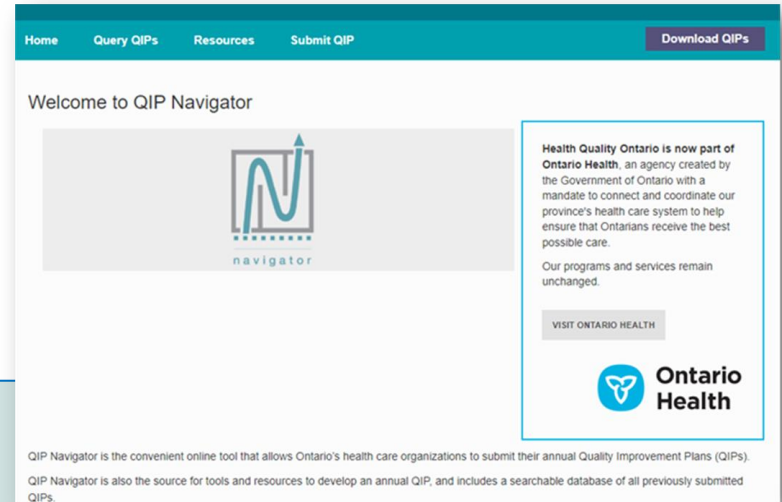 Home Query QIPs Resources Submit QIP Download QIPs
Welcome to QIP Navigator
navigator
Health Quality Ontario is now part of
Ontario Health, an agency created by
the Government of Ontario with a
mandate to connect and coordinate our
province's health care system to help
ensure that Ontarians receive the best
possible care.
Our programs and services remain
unchanged.
VISIT ONTARIO HEALTH
Ontario
Health
QIP Navigator is the convenient online tool that allows Ontario's health care organizations to submit their annual Quality Improvement Plans (QIPs).
QIP Navigator is also the source for tools and resources to develop an annual QIP, and includes a searchable database of all previously submitted
QIPs.